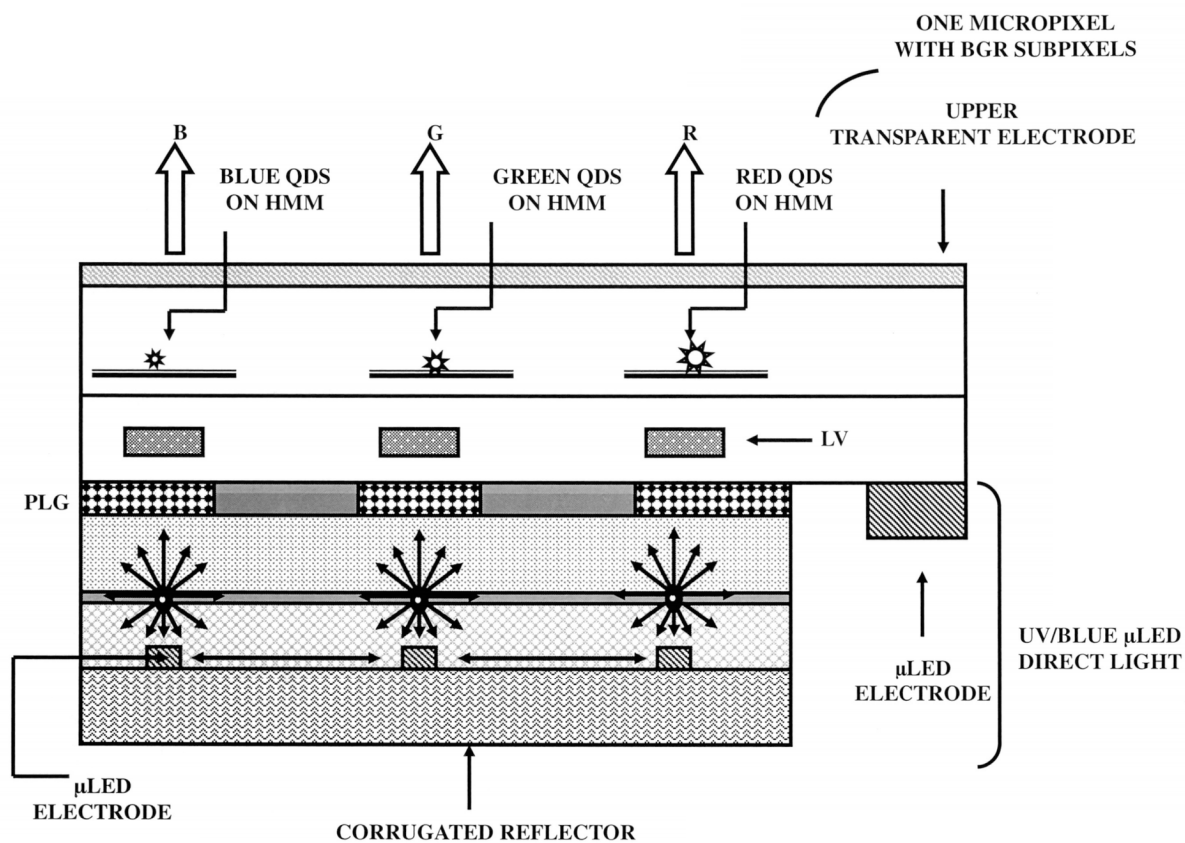 ONE MICROPIXEL
WITH BGR SUBPIXELS
UPPER
TRANSPARENT ELECTRODE
B
G
R
BLUE QDS
ON HMM
GREEN QDS
ON HMM
RED QDS
ON HMM
LV
PLG
UV/BLUE μLED
DIRECT LIGHT
μLED
ELECTRODE
μLED
ELECTRODE
CORRUGATED REFLECTOR